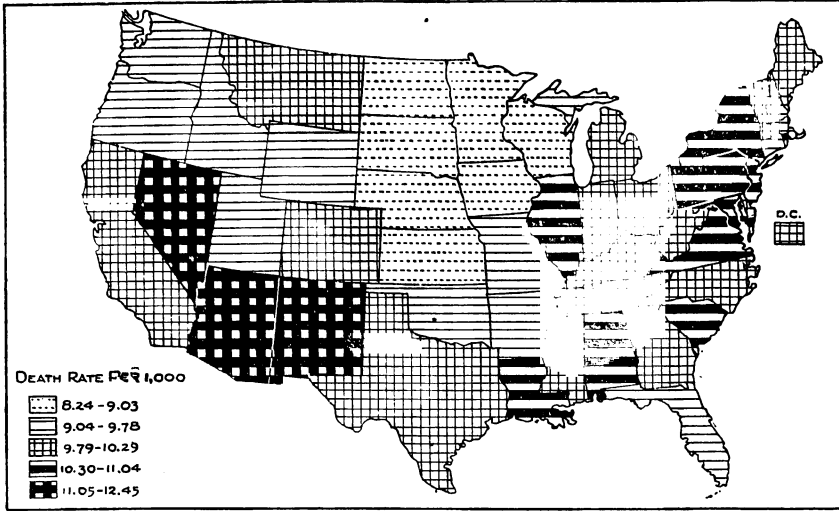 D.C.
DEATH RATE PER 1,000
8.24-9.03
9.04-9.78
9.79-10.29
10.30-11.04
11.05-12.45